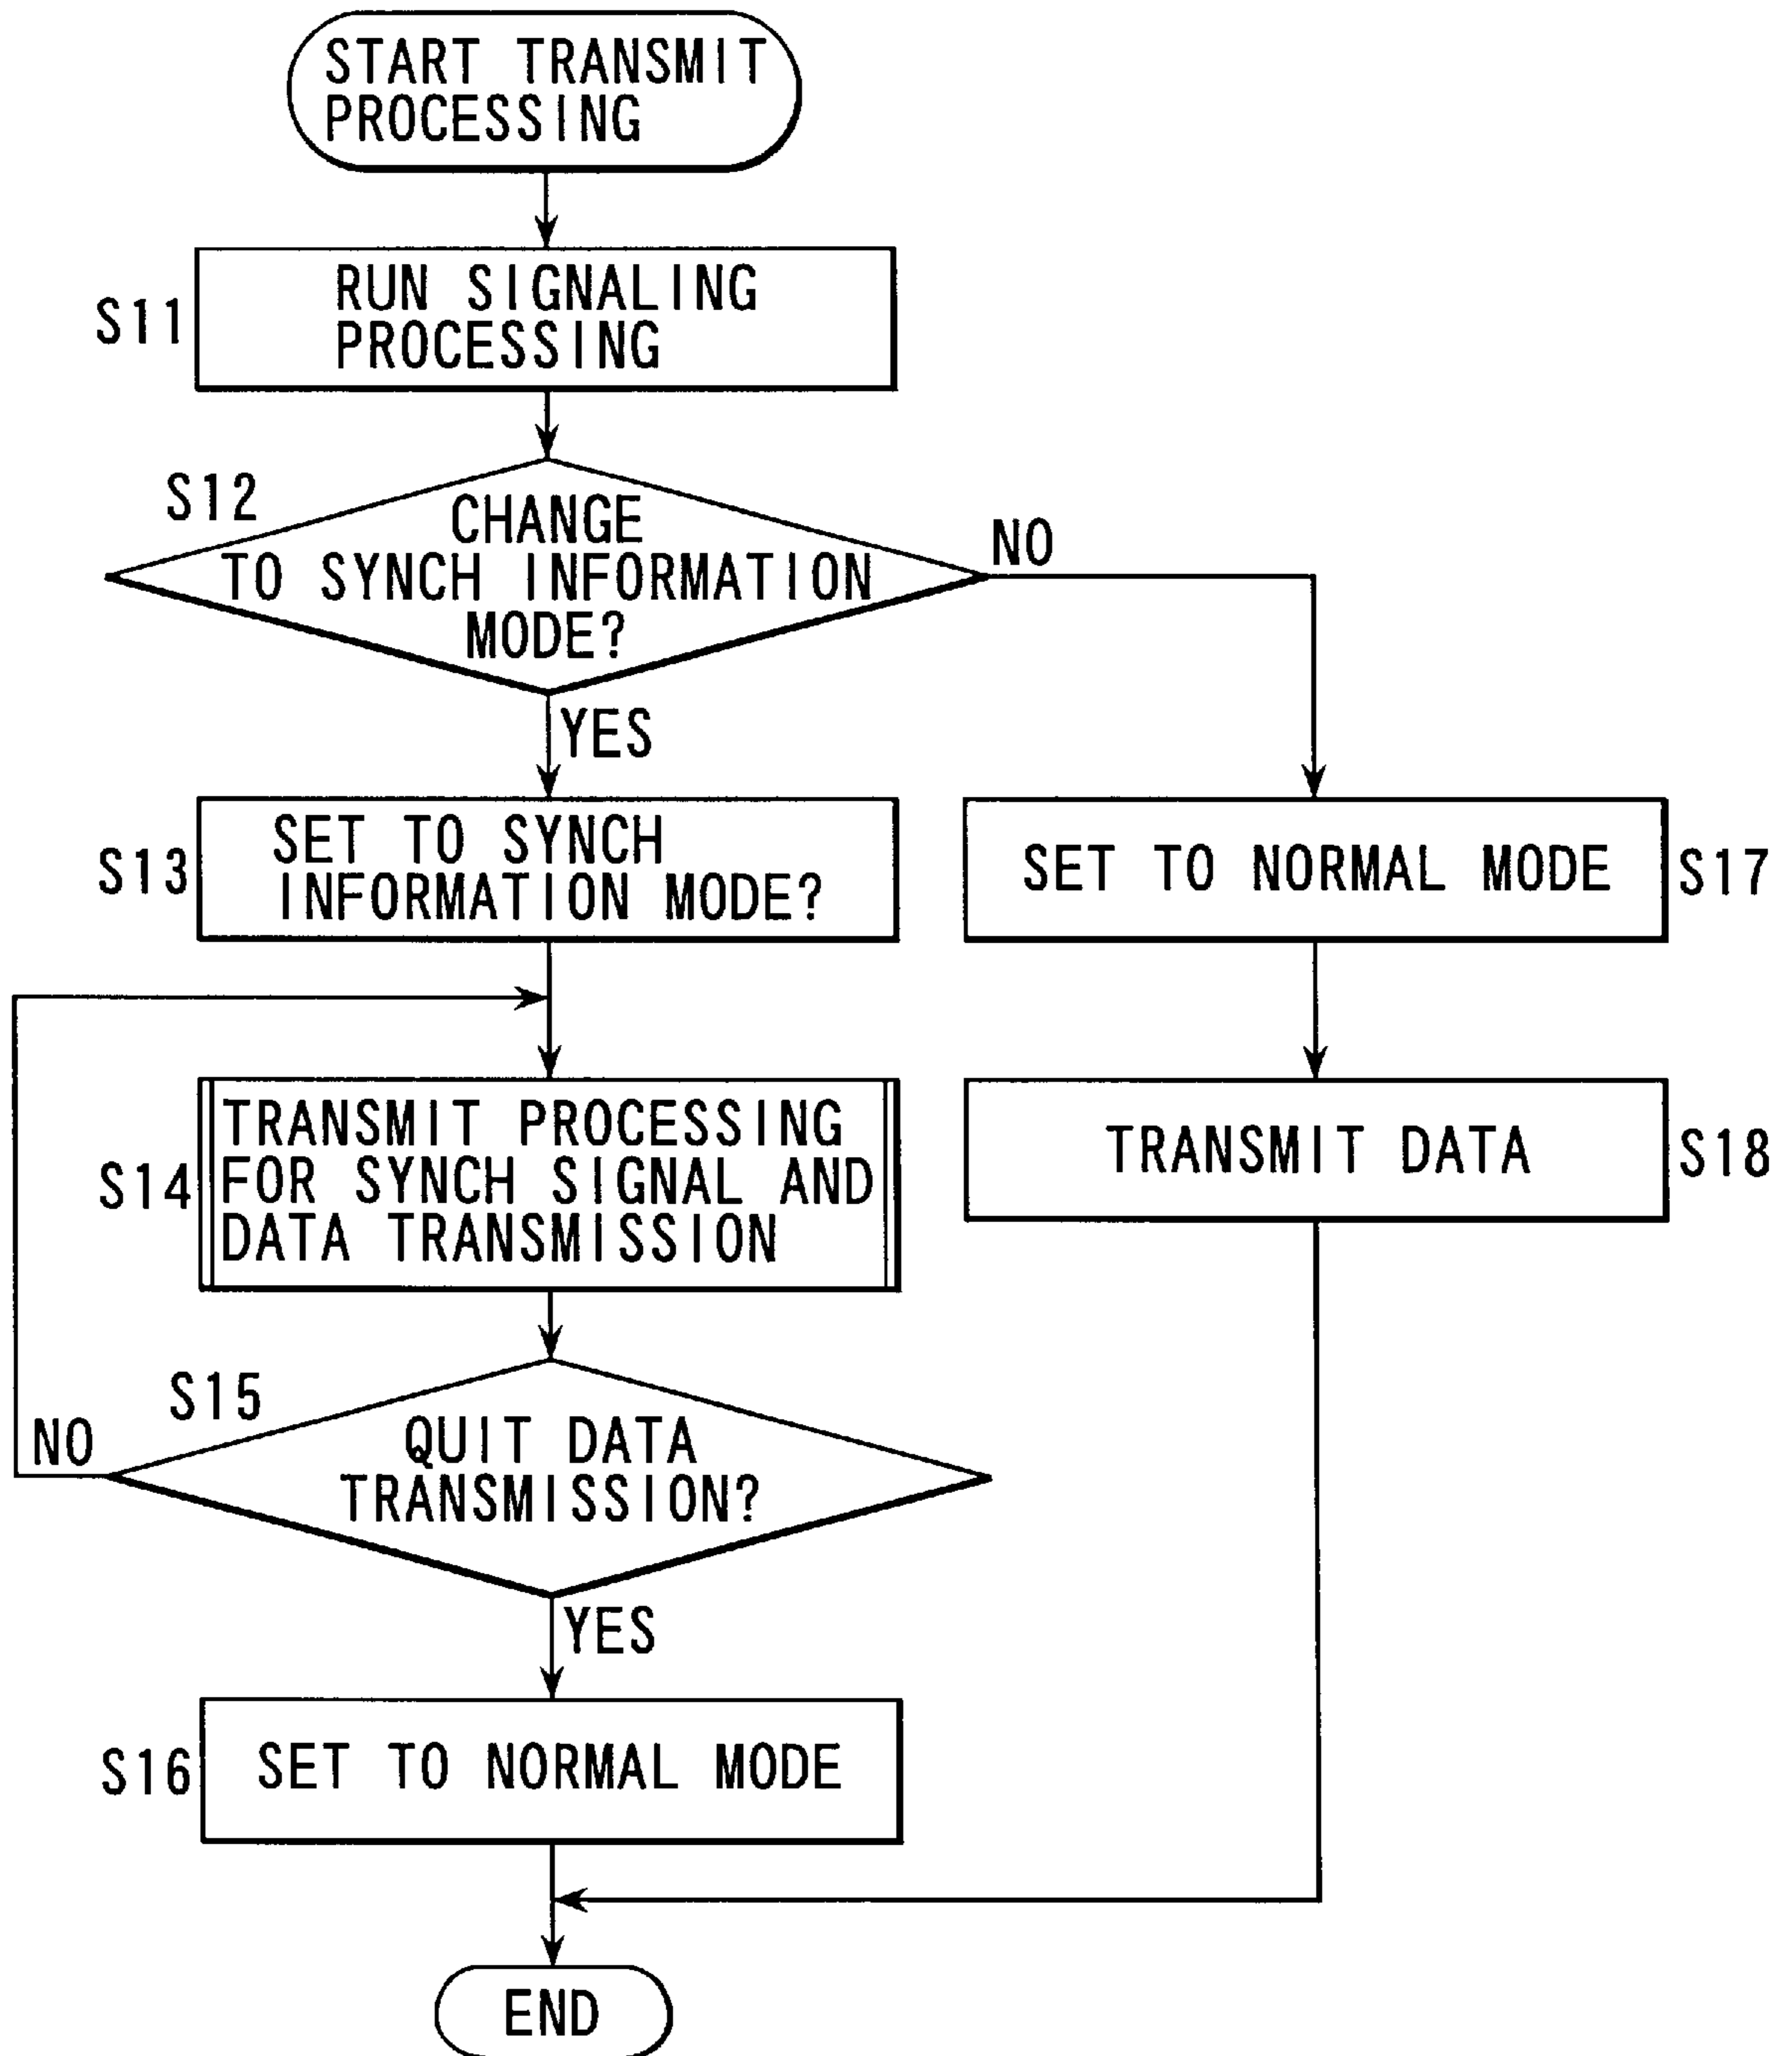 START TRANSMIT
PROCESSING
S11
RUN SIGNALING
PROCESSING
S12
CHANGE
TO SYNCH INFORMATION
MODE?
NO
YES
S13
SET TO SYNCH
INFORMATION MODE?
SET TO NORMAL MODE
S17
S14
TRANSMIT PROCESSING
FOR SYNCH SIGNAL AND
DATA TRANSMISSION
TRANSMIT DATA
S18
S15
NO
QUIT DATA
TRANSMISSION?
YES
S16
SET TO NORMAL MODE
END